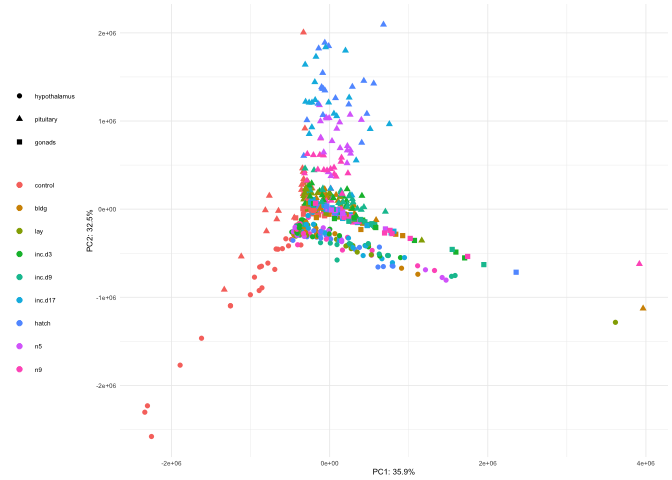 hypothalamus
pituitary
gonads
control
bldg
lay
inc.d3
inc.d9
inc.d17
hatch
n5
n9
PC2: 32.5%
2e+06
1e+06
0e+00
-1e+06
-2e+06
-2e+06
0e+00
2e+06
4e+06
PC1: 35.9%